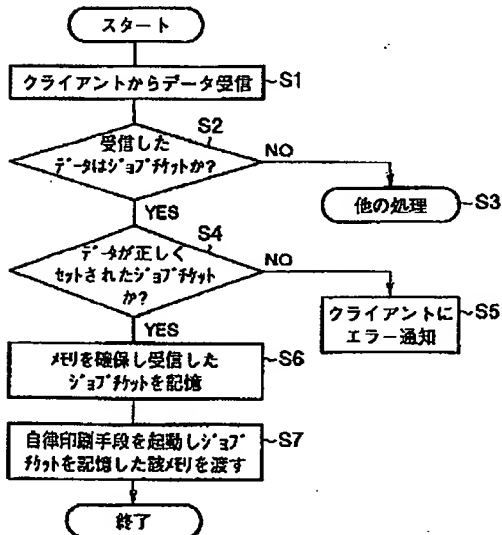 スタート
クライアントからデータ受信
S1
S2
受信した
データはジョブチケットか?
NO
他の処理
S3
YES
S4
データが正しく
セットされたジョブチケット
か?
NO
クライアントに
エラー通知
S5
YES
メモリを確保し受信した
ジョブチケットを記憶
S6
自律印刷手段を起動しジョブ
チケットを記憶した該メモリを渡す
S7
終了